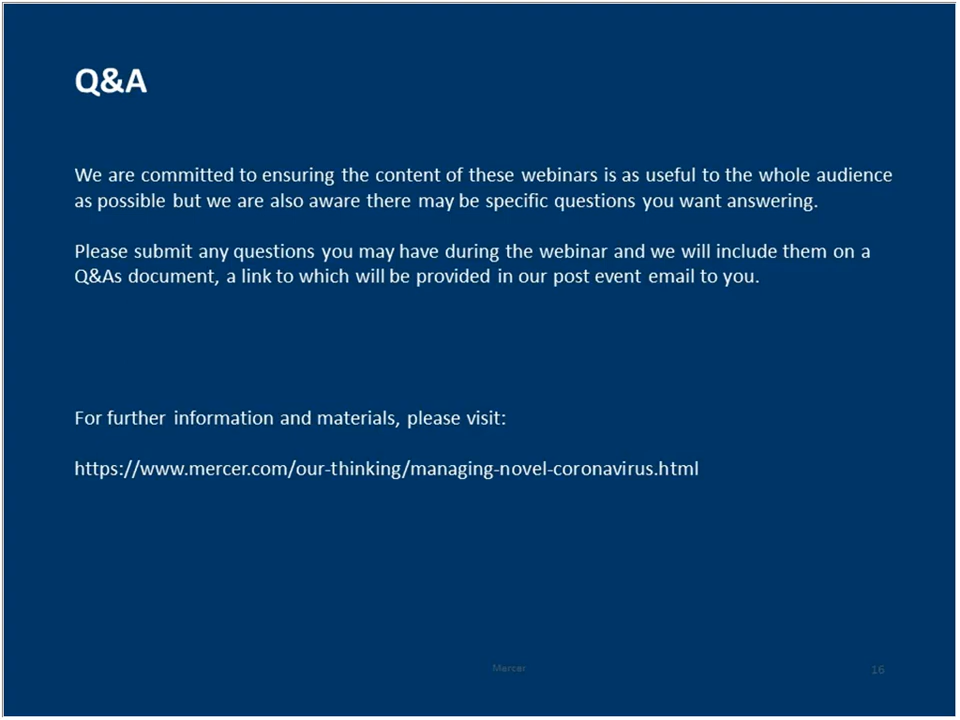 Q&A
We are committed to ensuring the content of these webinars is as useful to the whole audience
as possible but we are also aware there may be specific questions you want answering.
Please submit any questions you may have during the webinar and we will include them on a
Q&As document, a link to which will be provided in our post event email to you.
For further information and materials, please visit:
https://www.mercer.com/our-thinking/managing-novel-coronavirus.html
Mercer
16